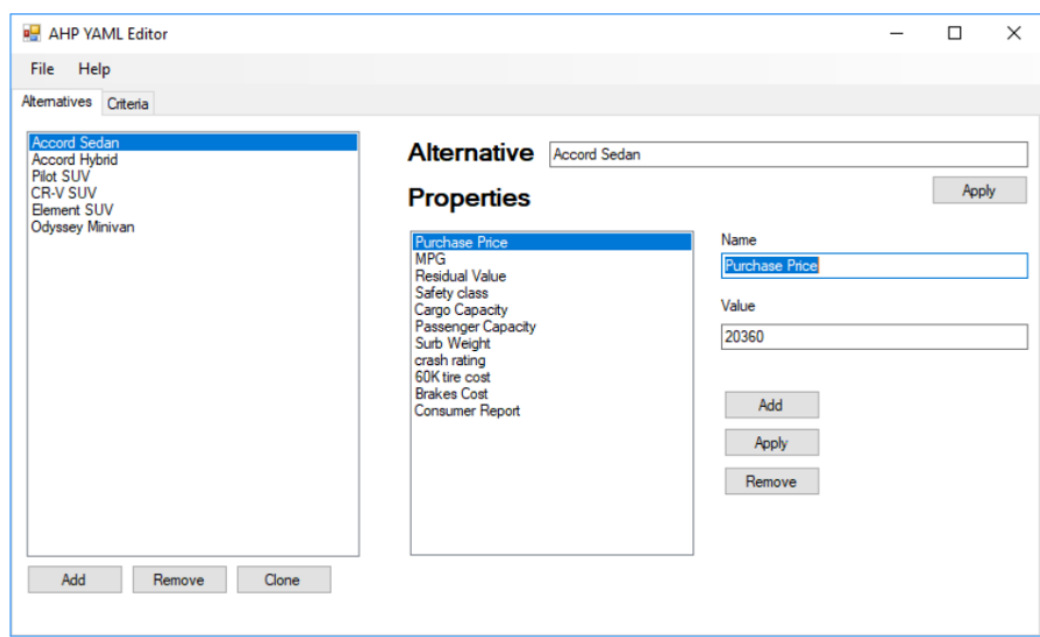 AHP YAML Editor
File Help
Alternatives Criteria
Accord Sedan
Accord Hybrid
Pilot SUV
CR-V SUV
Element SUV
Odyssey Minivan
Add Remove Clone
Alternative Accord Sedan
Apply
Properties
Purchase Price
MPG
Residual Value
Safety class
Cargo Capacity
Passenger Capacity
Surb Weight
crash rating
60K tire cost
Brakes Cost
Consumer Report
Name
Purchase Price
Value
20360
Add
Apply
Remove